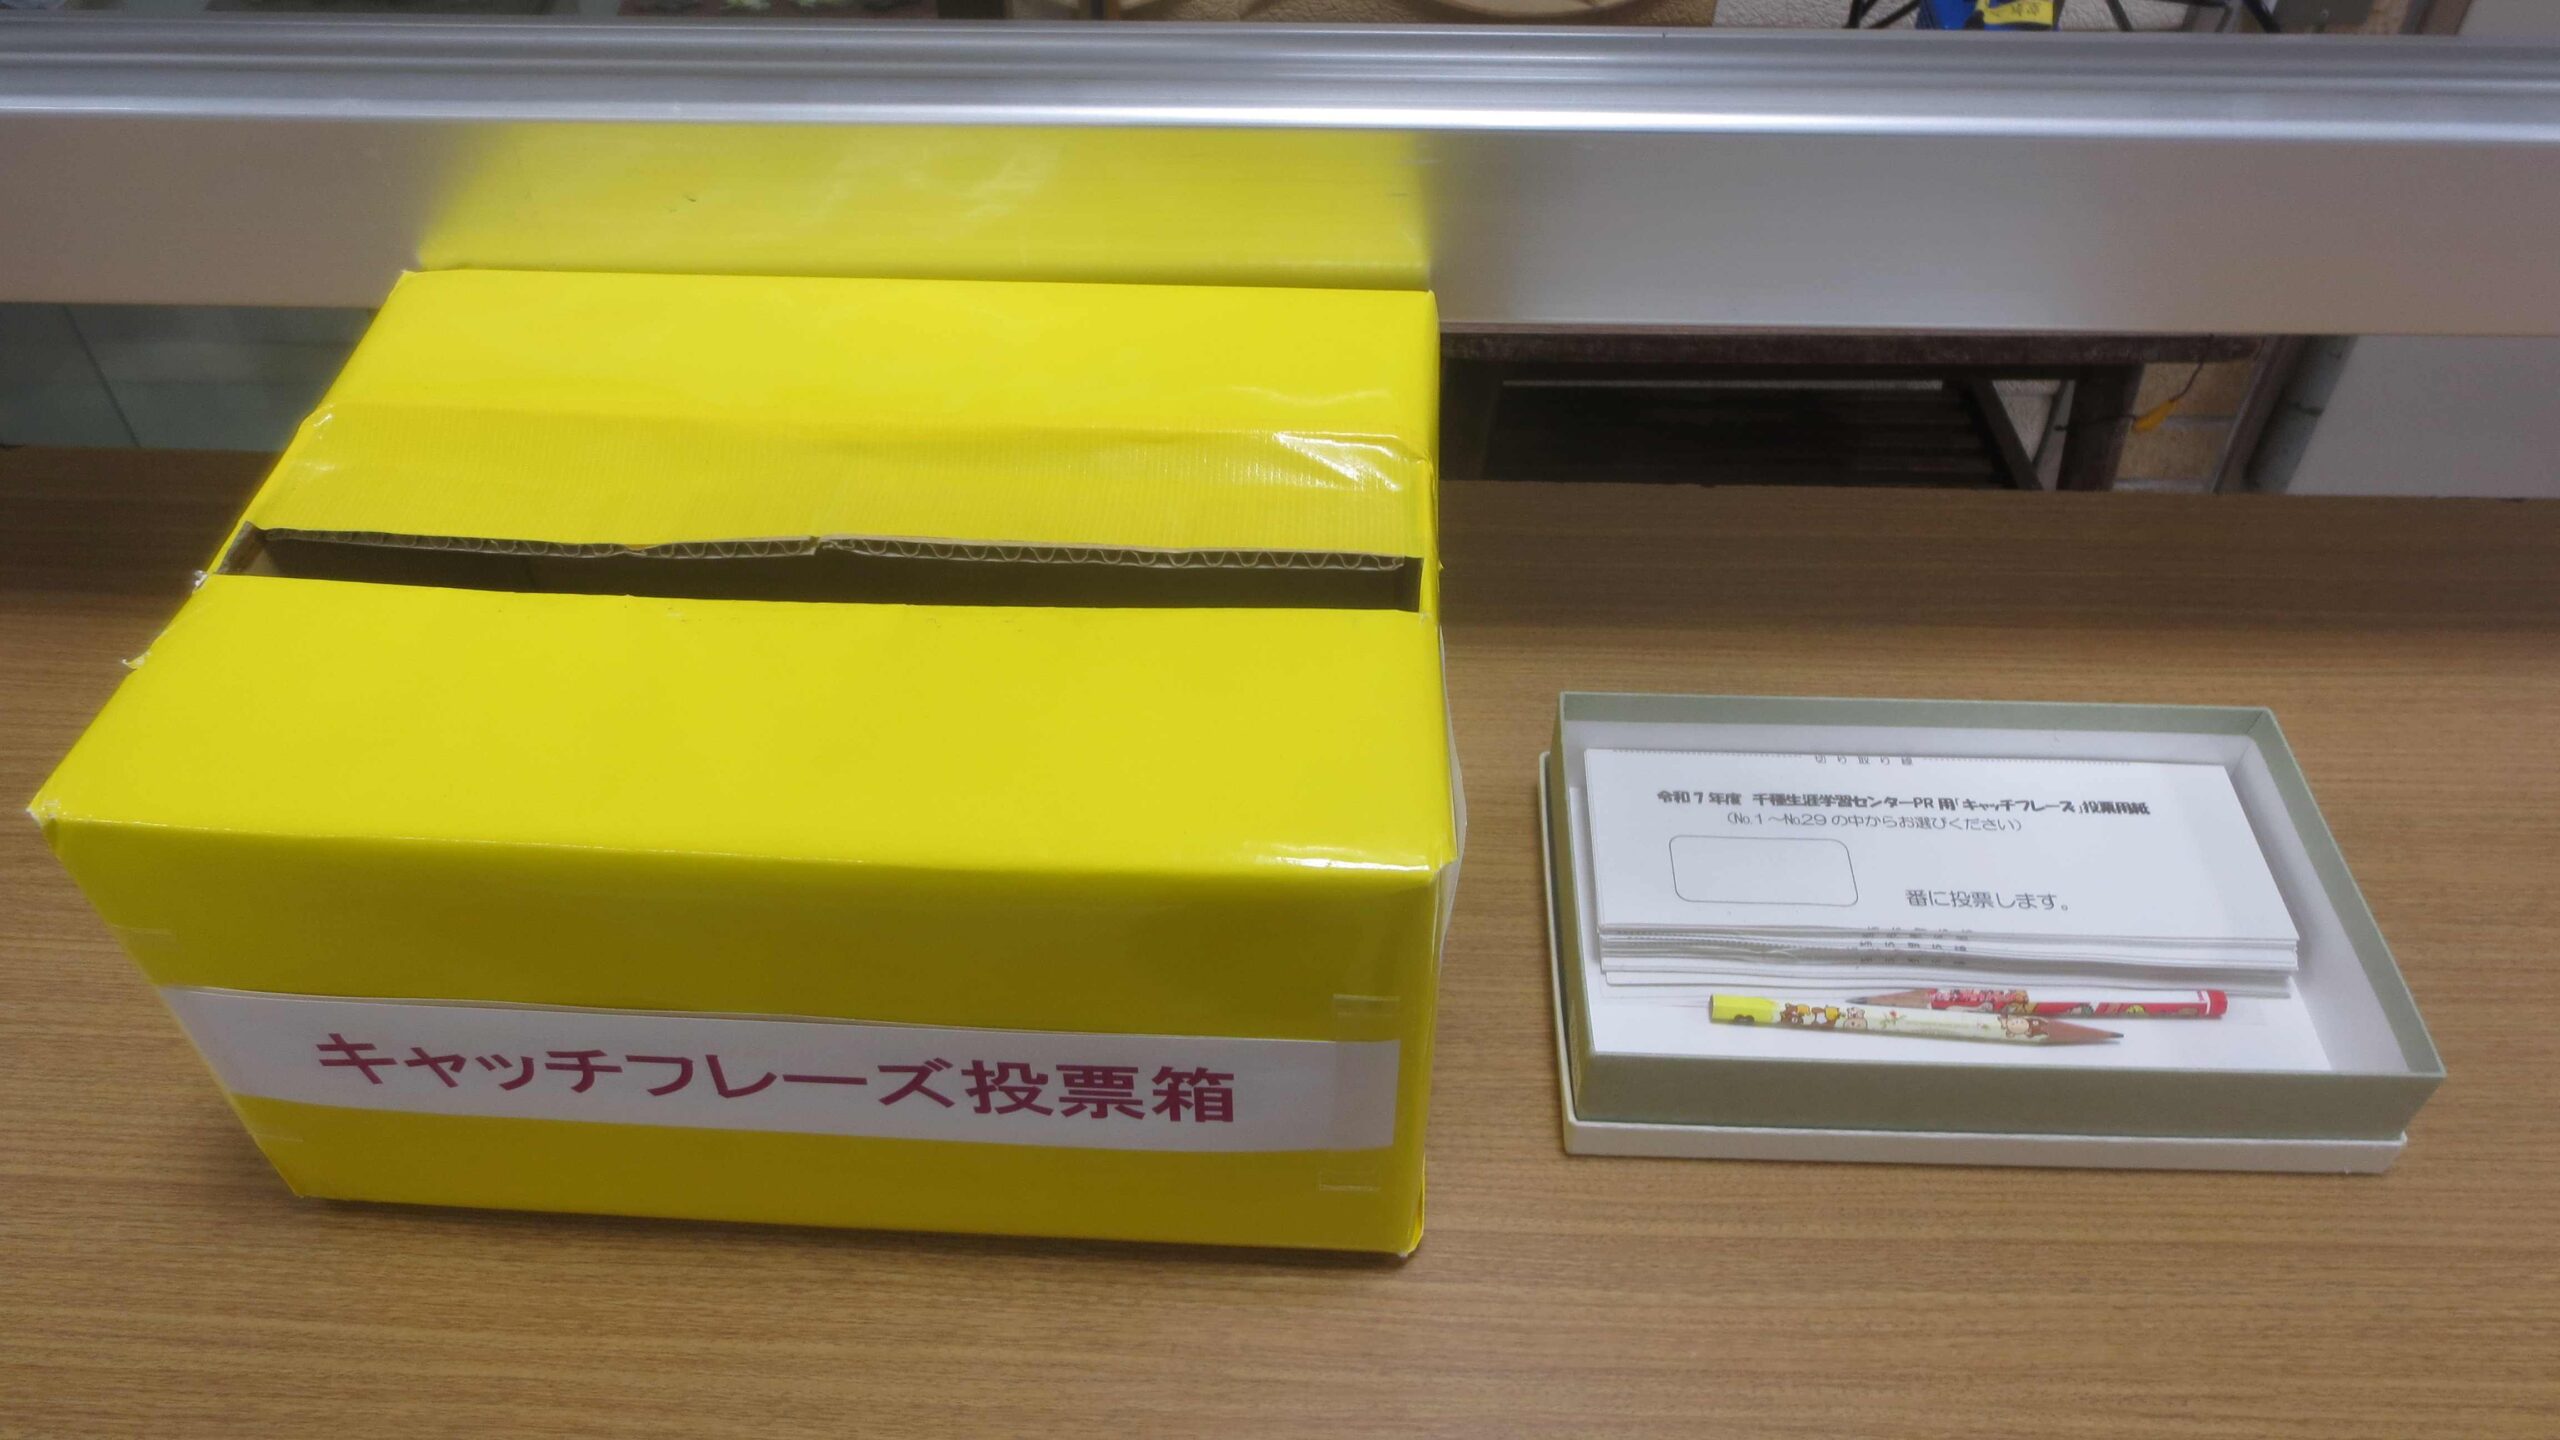 キャッチフレーズ投票箱
切り取り線
令和7年度 千種生涯学習センターPR用「キャッチフレーズ」投票用紙
（№1～№29の中からお選びください）
番に投票します。